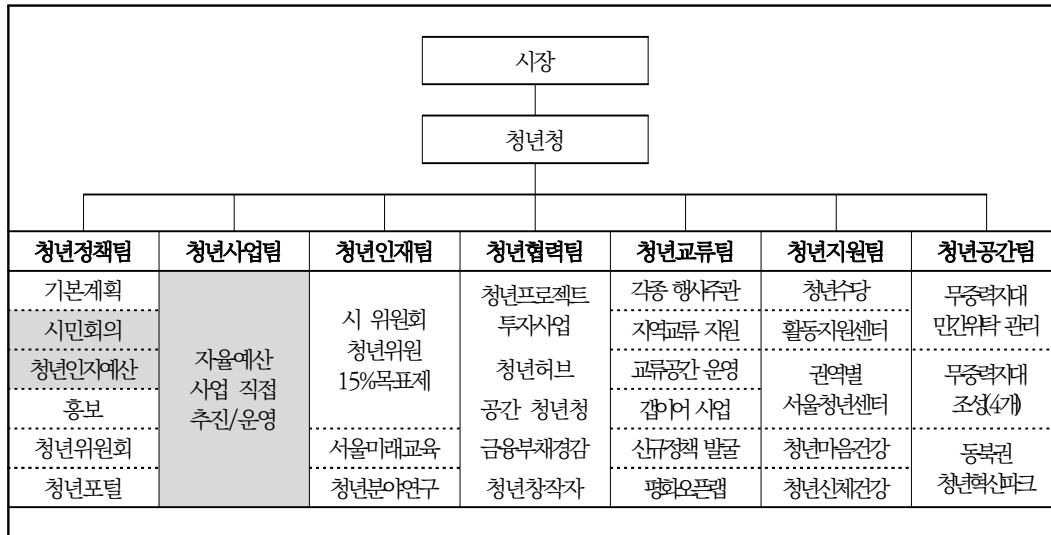 시장
청년청
청년정책팀
기본계획
시민회의
청년인지예산
홍보
청년위원회
청년포털
청년사업팀
자율예산
사업 직접
추진/운영
청년인재팀
시 위원회
청년위원
15%목표제
서울미래교육
청년분야연구
청년협력팀
청년프로젝트
투자사업
청년허브
공간 청년청
금융부채경감
청년창작자
청년교류팀
각종 행사주관
지역교류 지원
교류공간 운영
갭이어 사업
신규정책 발굴
평화오픈랩
청년지원팀
청년수당
활동지원센터
권역별
서울청년센터
청년마음건강
청년신체건강
청년공간팀
무중력지대
민간위탁 관리
무중력지대
조성(4개)
동북권
청년혁신파크